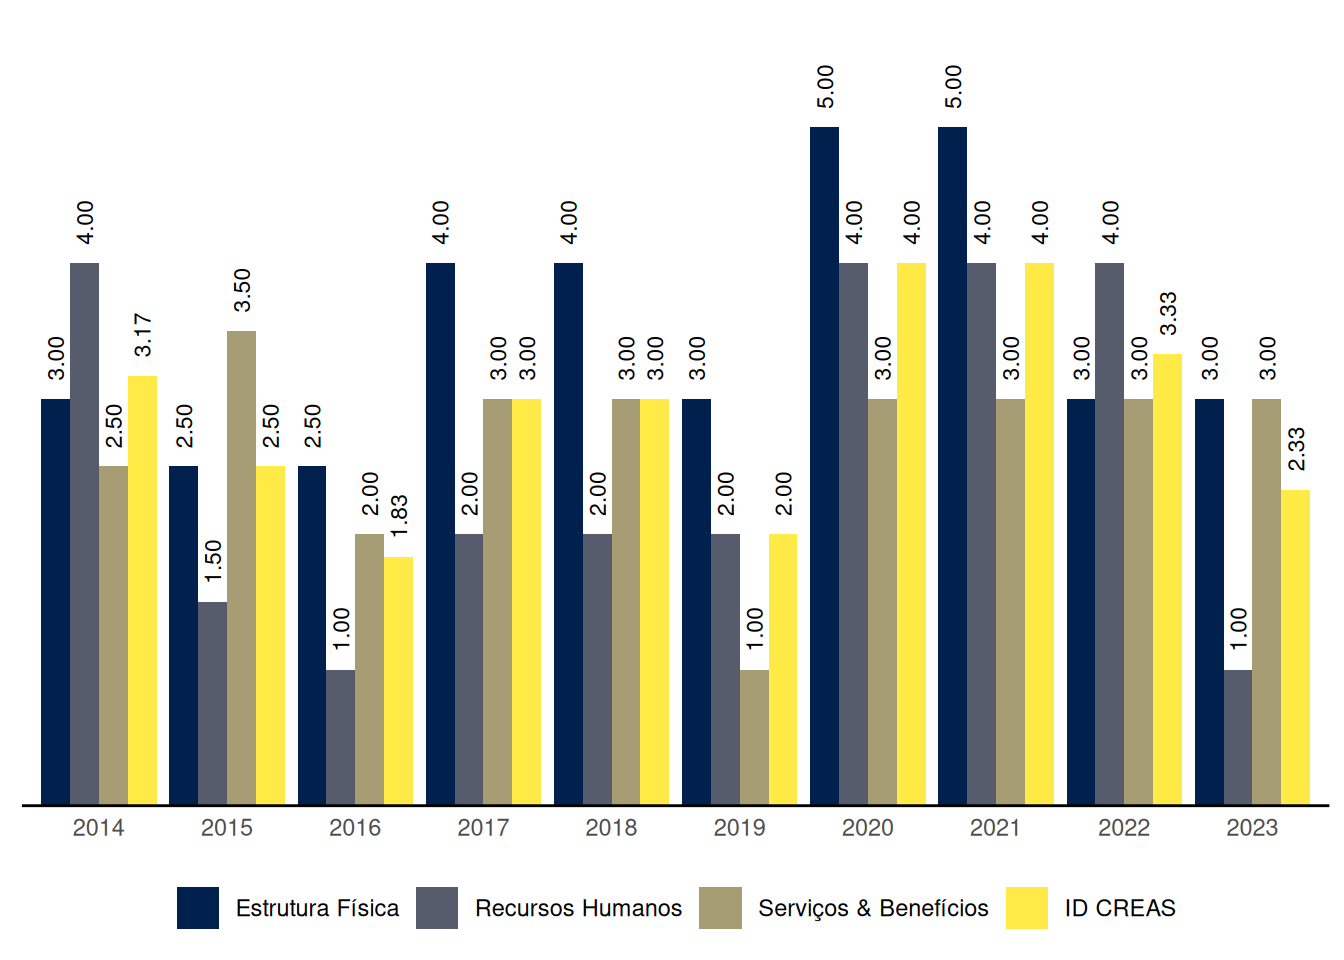 5.00 5.00
4.00 4.00 4.00 4.00 4.00 4.00 4.00 4.00
3.50
3.33
3.17
3.00 3.00 3.00 3.00 3.00 3.00 3.00 3.00 3.00 3.00 3.00 3.00
2.50 2.50 2.50 2.50
2.33
2.00 2.00 2.00 2.00 2.00
1.83
1.50
1.00 1.00 1.00
2014 2015 2016 2017 2018 2019 2020 2021 2022 2023
Estrutura Física Recursos Humanos Serviços & Benefícios ID CREAS